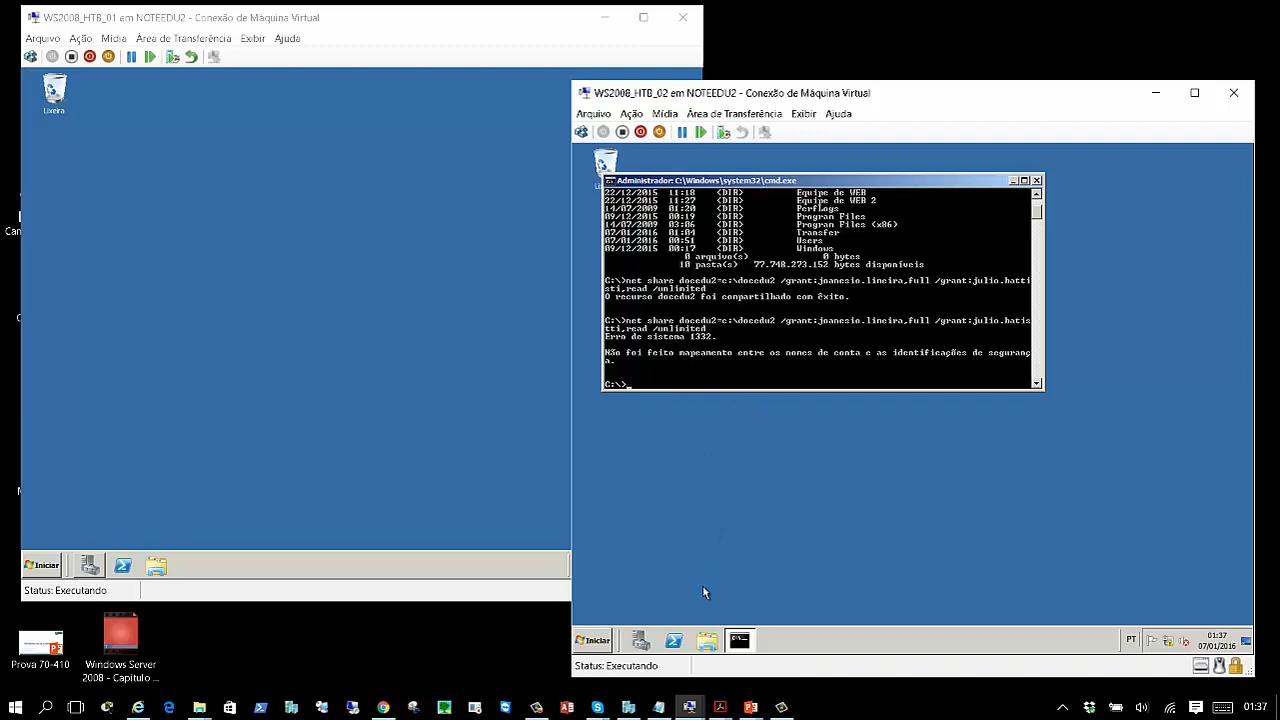 WS2008_HTB_01 em NOTEEDU2 - Conexão de Máquina Virtual
Arquivo Ação Mídia Área de Transferência Exibir Ajuda
Lixeira
WS2008_HTB_02 em NOTEEDU2 - Conexão de Máquina Virtual
Arquivo Ação Mídia Área de Transferência Exibir Ajuda
Administrador: C:\Windows\system32\cmd.exe
22/12/2015 11:18 <DIR> Equipe de WEB
22/12/2015 11:27 <DIR> Equipe de WEB 2
14/07/2009 01:20 <DIR> PerfLogs
09/12/2015 00:19 <DIR> Program Files
14/07/2009 03:06 <DIR> Program Files (x86)
07/01/2016 01:04 <DIR> Transfer
07/01/2016 00:51 <DIR> Users
09/12/2015 00:17 <DIR> Windows
0 arquivo(s) 0 bytes
10 pasta(s) 77.748.273.152 bytes disponíveis
C:\>net share docedu2=c:\docedu2 /grant:joanesio.lineira,full /grant:julio.batti
sti,read /unlimited
O recurso docedu2 foi compartilhado com êxito.
C:\>net share docedu2=c:\docedu2 /grant:joanesio.lineira,full /grant:julio.batis
tti,read /unlimited
Erro de sistema 1332.
Não foi feito mapeamento entre os nomes de conta e as identificações de seguranç
a.
C:\>_
Iniciar
Status: Executando
Iniciar
PT
01:37
07/01/2016
Status: Executando
Prova 70-410
Windows Server
2008 - Capitulo ...
01:37